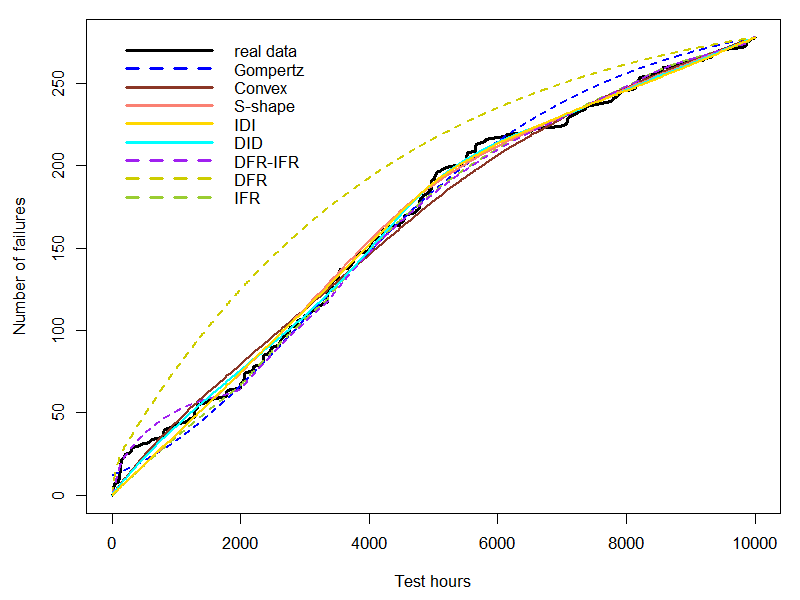 real data
Gompertz
Convex
S-shape
IDI
DID
DFR-IFR
DFR
IFR
Number of failures
250
200
150
100
50
0
0 2000 4000 6000 8000 10000
Test hours